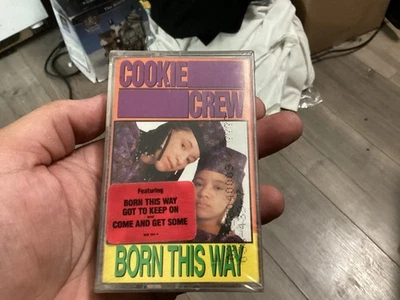 COOKIE
CREW
Featuring
BORN THIS WAY
GOT TO KEEP ON
COME AND GET SOME
BORN THIS WAY